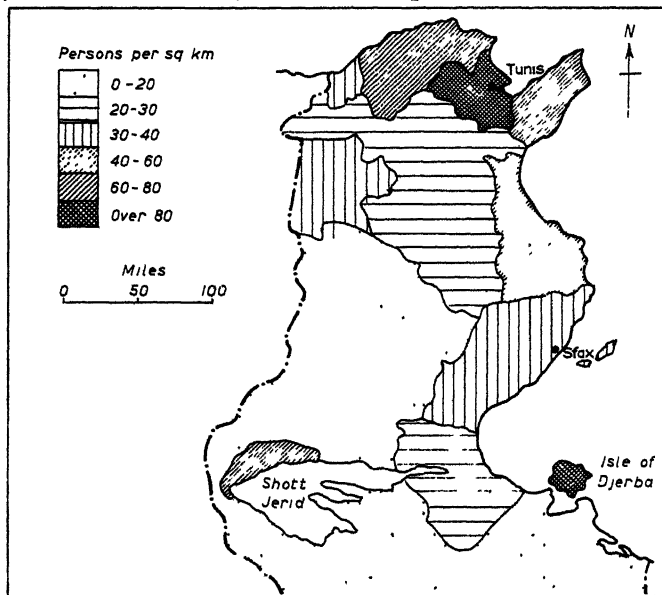 Persons per sq km
0-20
20-30
30-40
40-60
60-80
Over 80
Miles
0 50 100
N
Tunis
Sfax
Shott
Jerid
Isle of
Djerba